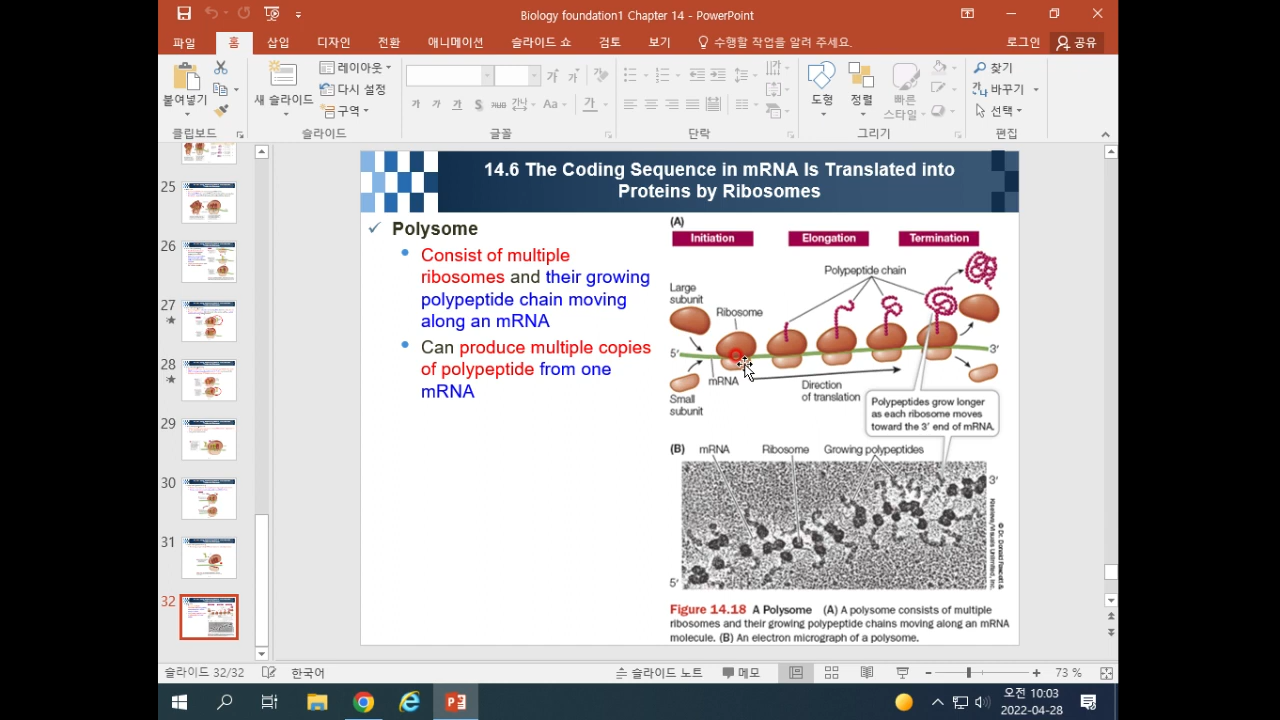 Biology foundation1 Chapter 14 - PowerPoint
파일
홈
삽입
디자인
전환
애니메이션
슬라이드 쇼
검토
보기
수행할 작업을 알려 주세요.
로그인
공유
붙여넣기
새 슬라이드
레이아웃
다시 설정
구역
가 가 가 S abc 간 Aa 가
도형
정렬
빠른
스타일
찾기
바꾸기
선택
클립보드
슬라이드
글꼴
단락
그리기
편집
25
26
27
28
29
30
31
32
14.6 The Coding Sequence in mRNA Is Translated into
Proteins by Ribosomes
Polysome
Consist of multiple
ribosomes and their growing
polypeptide chain moving
along an mRNA
Can produce multiple copies
of polypeptide from one
mRNA
(A)
Initiation
Elongation
Termination
Polypeptide chain
Large
subunit
Ribosome
5′
3′
mRNA
Small
subunit
Direction
of translation
Polypeptides grow longer
as each ribosome moves
toward the 3′ end of mRNA.
(B)
mRNA
Ribosome
Growing polypeptides
3′
5′
Figure 14.18 A Polysome (A) A polysome consists of multiple
ribosomes and their growing polypeptide chains moving along an mRNA
molecule. (B) An electron micrograph of a polysome.
슬라이드 32/32
한국어
슬라이드 노트
메모
73 %
오전 10:03
2022-04-28